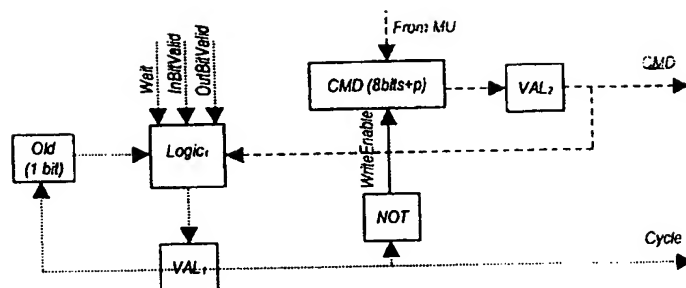 From MU
Wait
InBitValid
OutBitValid
CMD (8bits+p)
VAL₂
CMD
Old
(1 bit)
Logic₁
WriteEnable
NOT
Cycle
VAL₁